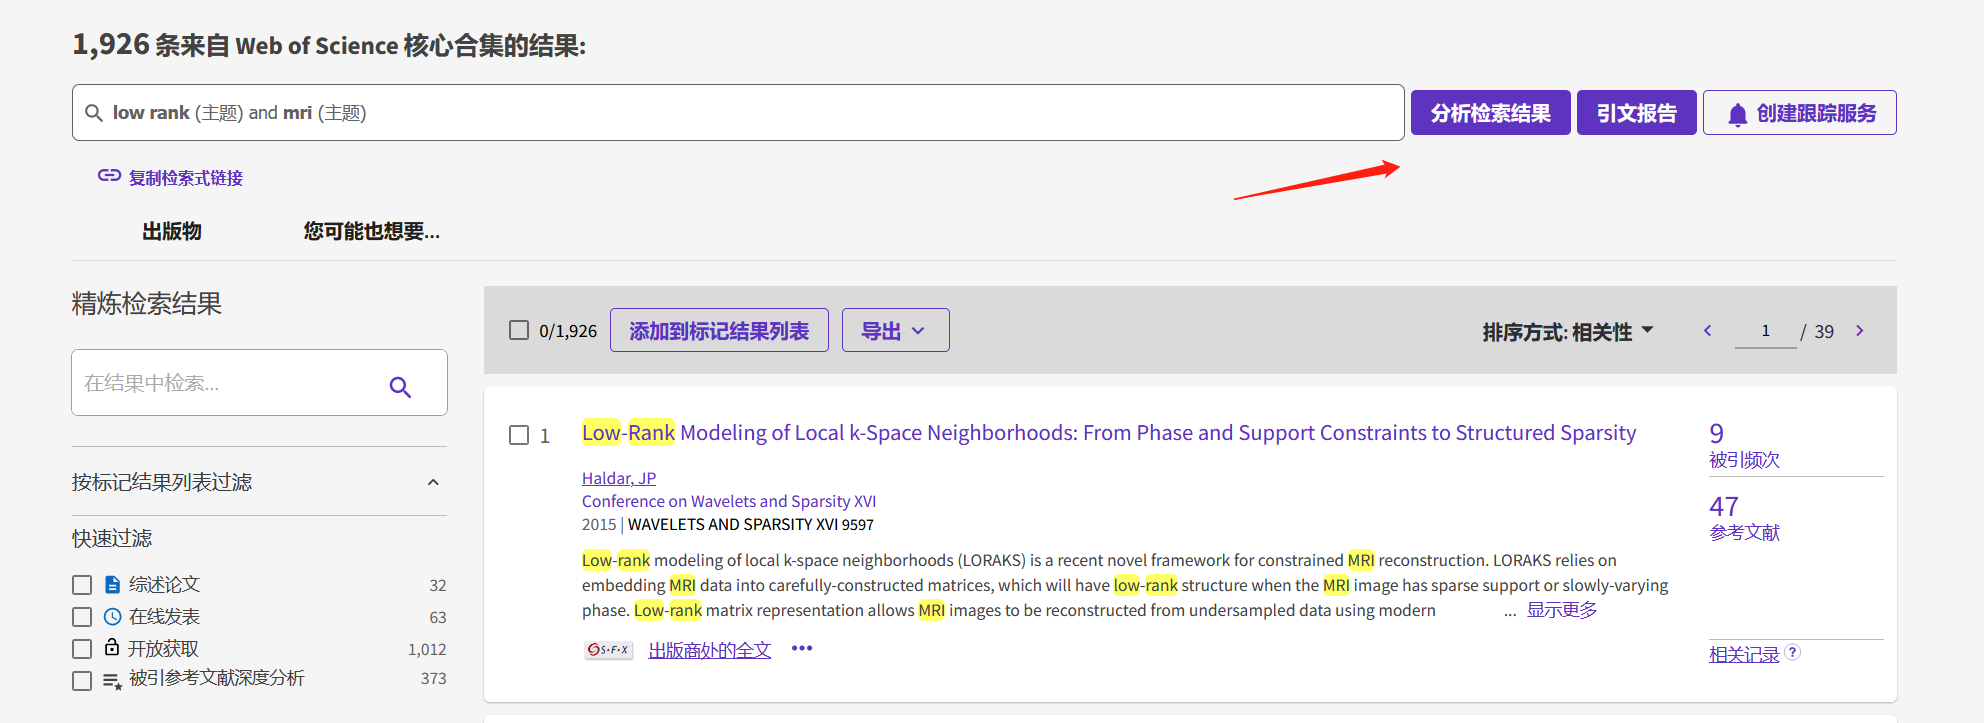 1,926 条来自 Web of Science 核心合集的结果:
low rank (主题) and mri (主题)
分析检索结果
引文报告
创建跟踪服务
复制检索式链接
出版物
您可能也想要...
精炼检索结果
在结果中检索...
按标记结果列表过滤
快速过滤
综述论文 32
在线发表 63
开放获取 1,012
被引参考文献深度分析 373
0/1,926
添加到标记结果列表
导出
排序方式: 相关性
1 / 39
1
Low-Rank Modeling of Local k-Space Neighborhoods: From Phase and Support Constraints to Structured Sparsity
Haldar, JP
Conference on Wavelets and Sparsity XVI
2015 | WAVELETS AND SPARSITY XVI 9597
Low-rank modeling of local k-space neighborhoods (LORAKS) is a recent novel framework for constrained MRI reconstruction. LORAKS relies on
embedding MRI data into carefully-constructed matrices, which will have low-rank structure when the MRI image has sparse support or slowly-varying
phase. Low-rank matrix representation allows MRI images to be reconstructed from undersampled data using modern ... 显示更多
S·F·X 出版商处的全文 •••
9
被引频次
47
参考文献
相关记录 ?